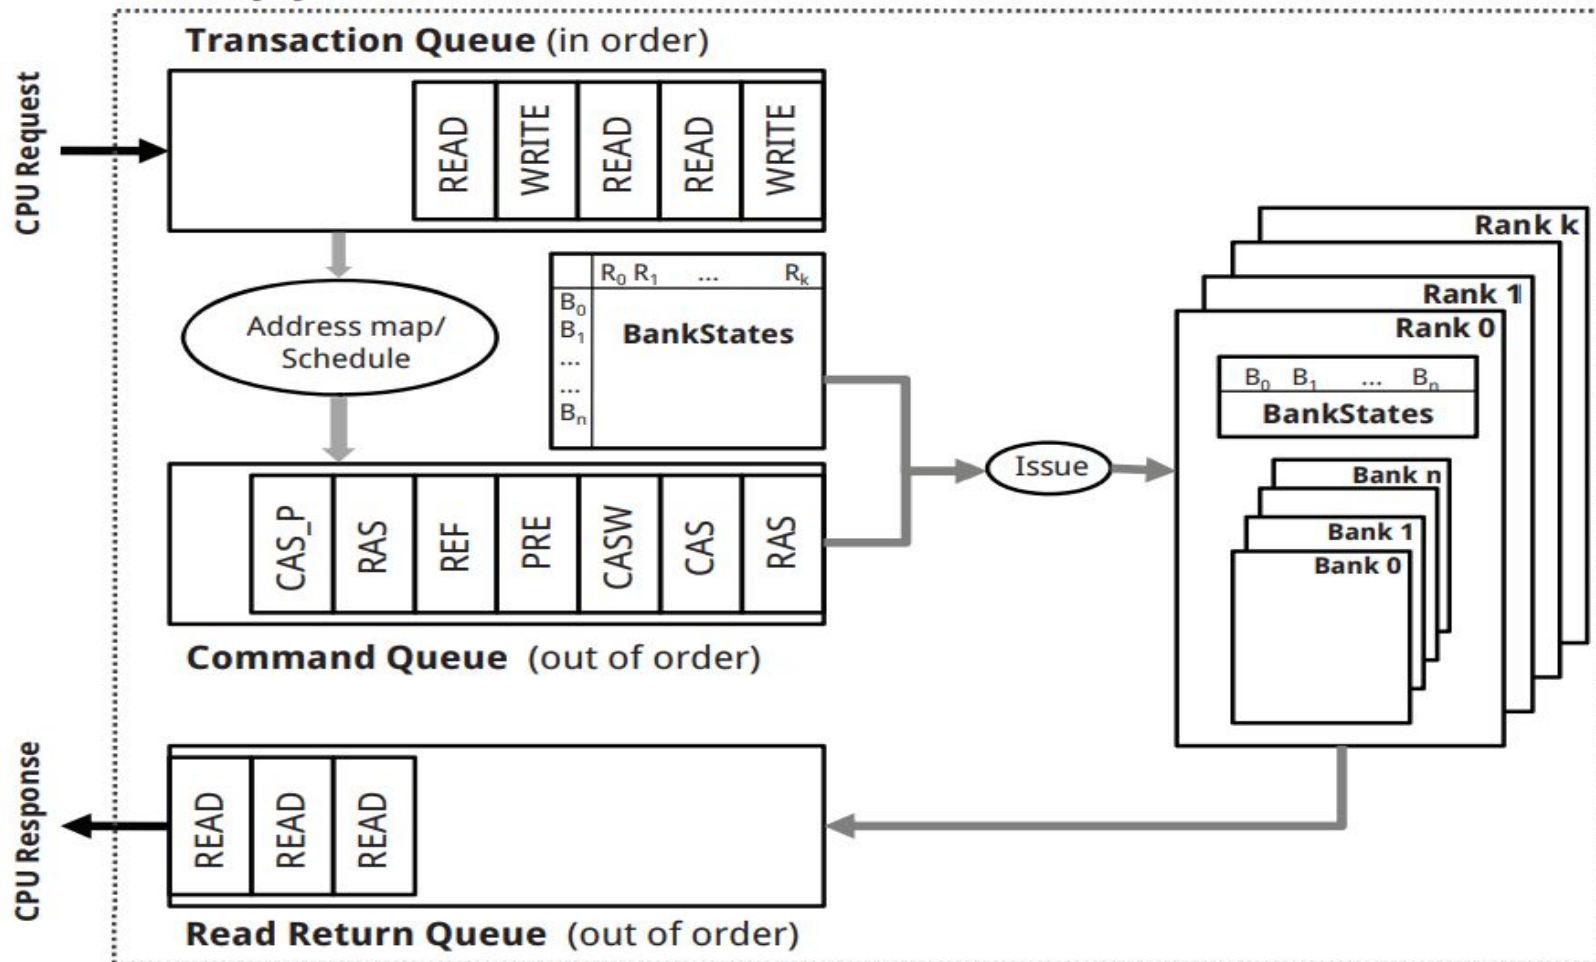 Transaction Queue (in order)
CPU Request
READ
WRITE
READ
READ
WRITE
Address map/
Schedule
R0 R1 ... Rk
B0
B1
...
...
Bn
BankStates
CAS_P
RAS
REF
PRE
CASW
CAS
RAS
Command Queue (out of order)
Issue
Rank k
Rank 1
Rank 0
B0 B1 ... Bn
BankStates
Bank n
Bank 1
Bank 0
CPU Response
READ
READ
READ
Read Return Queue (out of order)